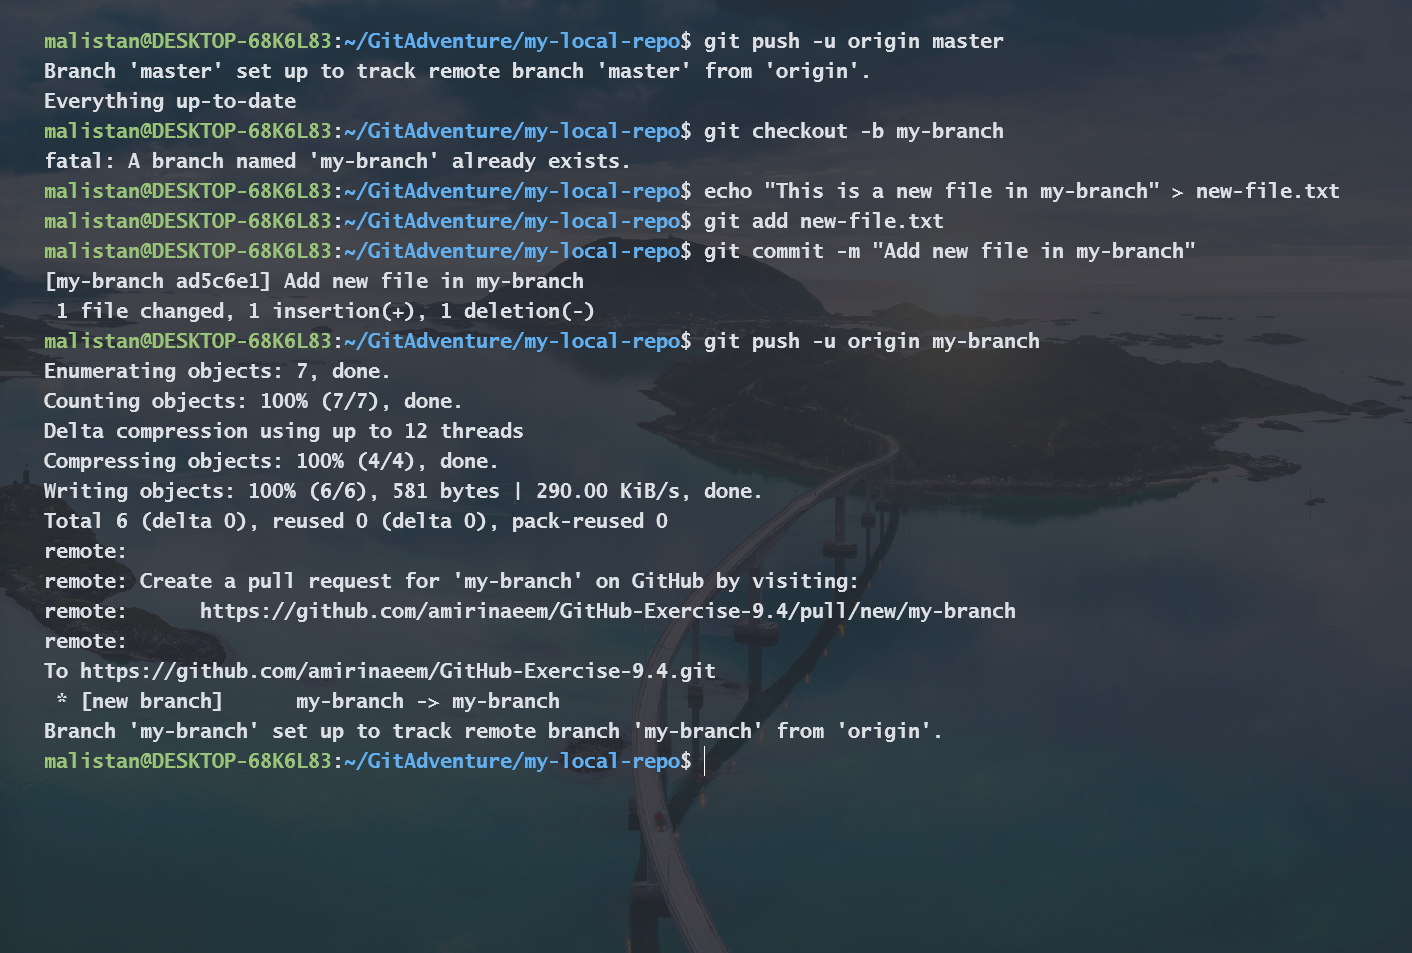 malistan@DESKTOP-68K6L83:~/GitAdventure/my-local-repo$ git push -u origin master
Branch 'master' set up to track remote branch 'master' from 'origin'.
Everything up-to-date
malistan@DESKTOP-68K6L83:~/GitAdventure/my-local-repo$ git checkout -b my-branch
fatal: A branch named 'my-branch' already exists.
malistan@DESKTOP-68K6L83:~/GitAdventure/my-local-repo$ echo "This is a new file in my-branch" > new-file.txt
malistan@DESKTOP-68K6L83:~/GitAdventure/my-local-repo$ git add new-file.txt
malistan@DESKTOP-68K6L83:~/GitAdventure/my-local-repo$ git commit -m "Add new file in my-branch"
[my-branch ad5c6e1] Add new file in my-branch
 1 file changed, 1 insertion(+), 1 deletion(-)
malistan@DESKTOP-68K6L83:~/GitAdventure/my-local-repo$ git push -u origin my-branch
Enumerating objects: 7, done.
Counting objects: 100% (7/7), done.
Delta compression using up to 12 threads
Compressing objects: 100% (4/4), done.
Writing objects: 100% (6/6), 581 bytes | 290.00 KiB/s, done.
Total 6 (delta 0), reused 0 (delta 0), pack-reused 0
remote:
remote: Create a pull request for 'my-branch' on GitHub by visiting:
remote:      https://github.com/amirinaeem/GitHub-Exercise-9.4/pull/new/my-branch
remote:
To https://github.com/amirinaeem/GitHub-Exercise-9.4.git
 * [new branch]      my-branch -> my-branch
Branch 'my-branch' set up to track remote branch 'my-branch' from 'origin'.
malistan@DESKTOP-68K6L83:~/GitAdventure/my-local-repo$